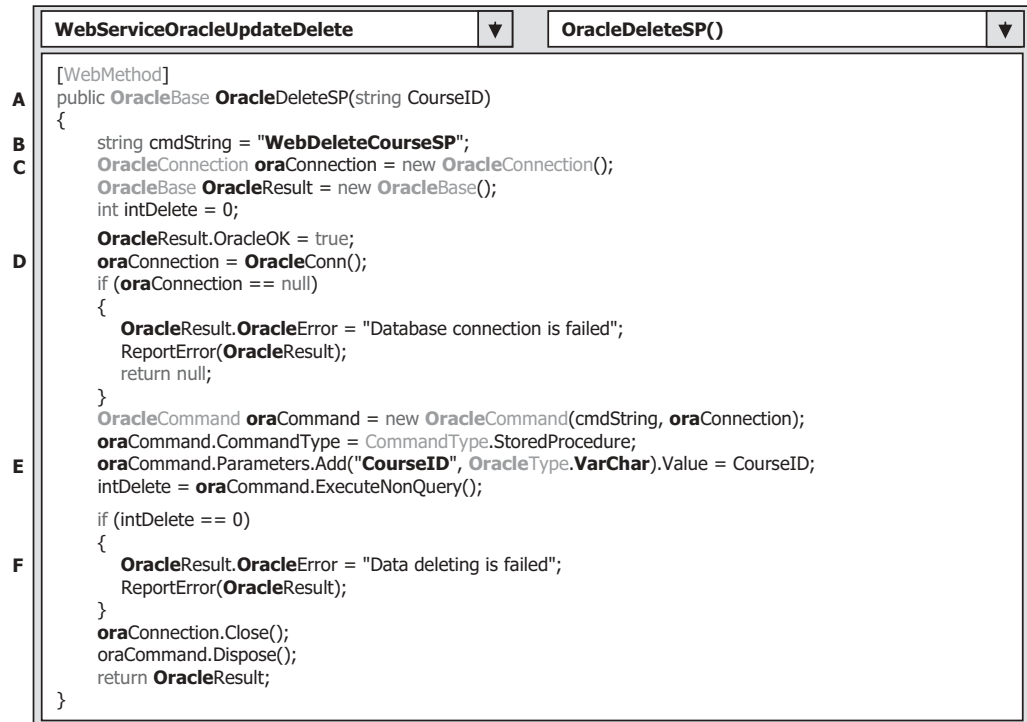 WebServiceOracleUpdateDelete OracleDeleteSP()
[WebMethod]
A public OracleBase OracleDeleteSP(string CourseID)
{
B string cmdString = "WebDeleteCourseSP";
C OracleConnection oraConnection = new OracleConnection();
OracleBase OracleResult = new OracleBase();
int intDelete = 0;
OracleResult.OracleOK = true;
D oraConnection = OracleConn();
if (oraConnection == null)
{
OracleResult.OracleError = "Database connection is failed";
ReportError(OracleResult);
return null;
}
OracleCommand oraCommand = new OracleCommand(cmdString, oraConnection);
oraCommand.CommandType = CommandType.StoredProcedure;
E oraCommand.Parameters.Add("CourseID", OracleType.VarChar).Value = CourseID;
intDelete = oraCommand.ExecuteNonQuery();
if (intDelete == 0)
{
F OracleResult.OracleError = "Data deleting is failed";
ReportError(OracleResult);
}
oraConnection.Close();
oraCommand.Dispose();
return OracleResult;
}